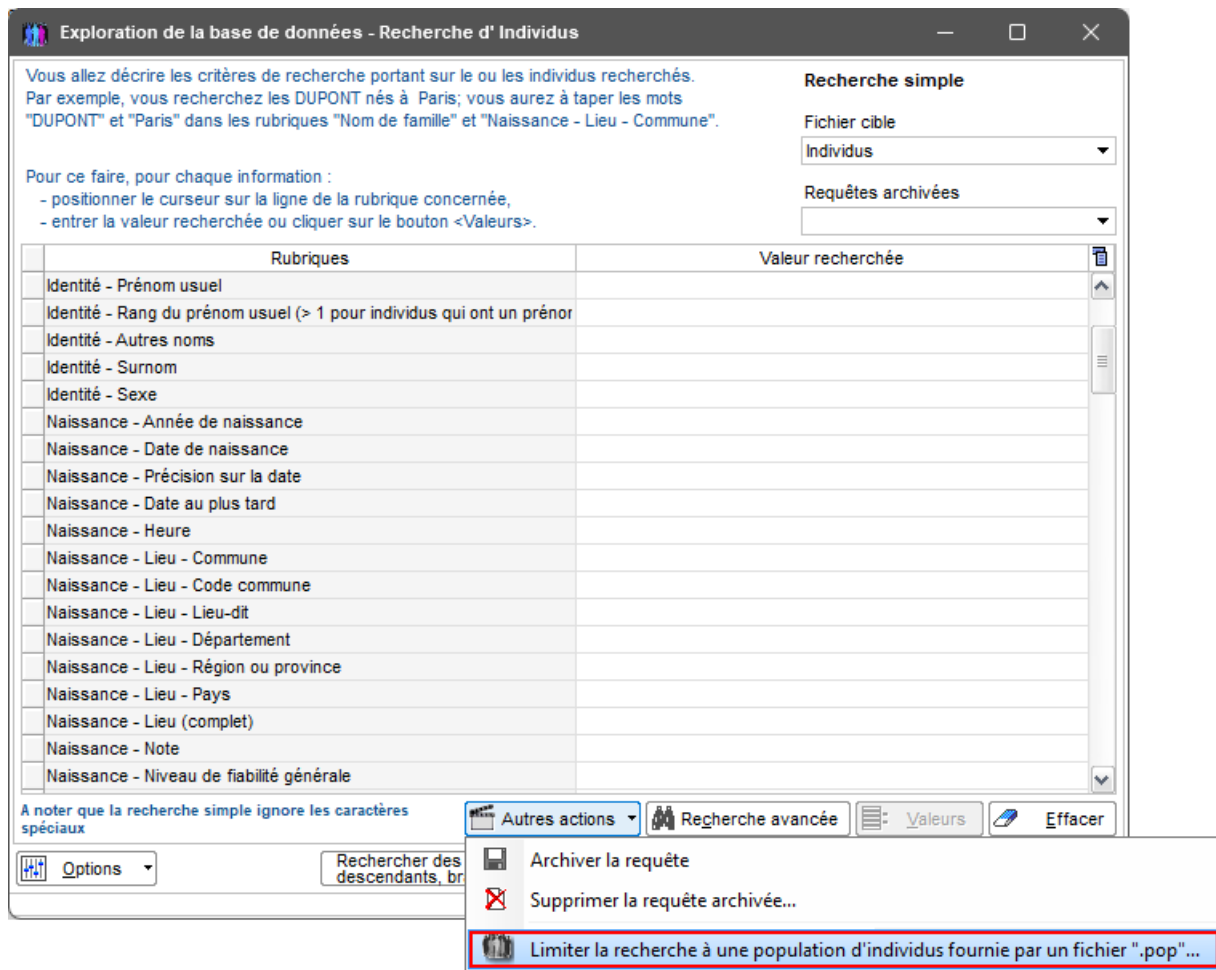 Exploration de la base de données - Recherche d' Individus
Vous allez décrire les critères de recherche portant sur le ou les individus recherchés.
Par exemple, vous recherchez les DUPONT nés à Paris; vous aurez à taper les mots
"DUPONT" et "Paris" dans les rubriques "Nom de famille" et "Naissance - Lieu - Commune".
Pour ce faire, pour chaque information :
- positionner le curseur sur la ligne de la rubrique concernée,
- entrer la valeur recherchée ou cliquer sur le bouton <Valeurs>.
Recherche simple
Fichier cible
Individus
Requêtes archivées
Rubriques
Valeur recherchée
Identité - Prénom usuel
Identité - Rang du prénom usuel (> 1 pour individus qui ont un prénor
Identité - Autres noms
Identité - Surnom
Identité - Sexe
Naissance - Année de naissance
Naissance - Date de naissance
Naissance - Précision sur la date
Naissance - Date au plus tard
Naissance - Heure
Naissance - Lieu - Commune
Naissance - Lieu - Code commune
Naissance - Lieu - Lieu-dit
Naissance - Lieu - Département
Naissance - Lieu - Région ou province
Naissance - Lieu - Pays
Naissance - Lieu (complet)
Naissance - Note
Naissance - Niveau de fiabilité générale
A noter que la recherche simple ignore les caractères
spéciaux
Autres actions
Recherche avancée
Valeurs
Effacer
Options
Rechercher des
descendants, br
Archiver la requête
Supprimer la requête archivée...
Limiter la recherche à une population d'individus fournie par un fichier ".pop"...